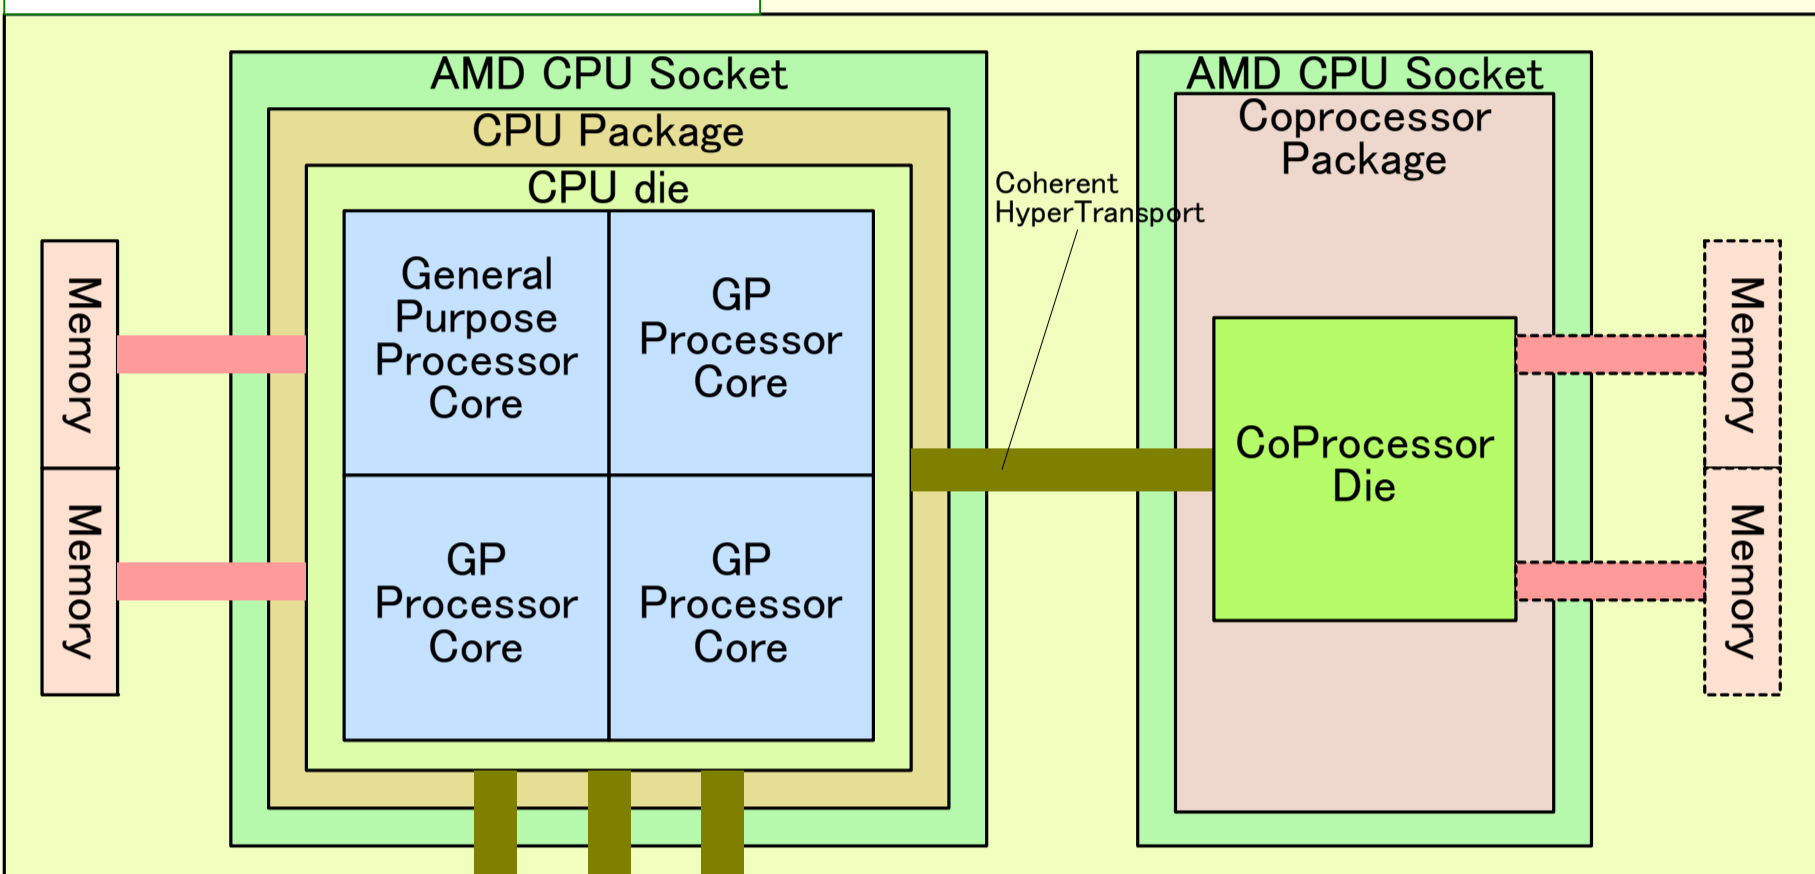 AMD CPU Socket
CPU Package
CPU die
General
Purpose
Processor
Core
GP
Processor
Core
GP
Processor
Core
GP
Processor
Core
Memory
Memory
Coherent
HyperTransport
AMD CPU Socket
Coprocessor
Package
CoProcessor
Die
Memory
Memory